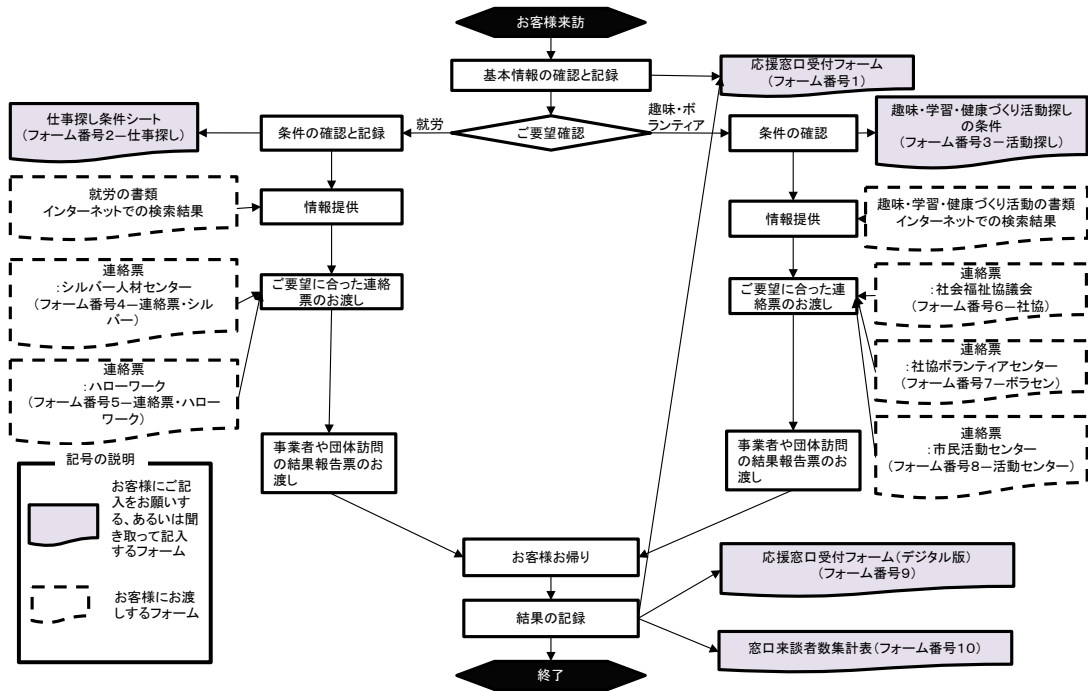 お客様来訪
基本情報の確認と記録
応援窓口受付フォーム
(フォーム番号1)
仕事探し条件シート
(フォーム番号2-仕事探し)
条件の確認と記録
就労
ご要望確認
趣味・ボ
ランティア
条件の確認
趣味・学習・健康づくり活動探し
の条件
(フォーム番号3-活動探し)
就労の書類
インターネットでの検索結果
情報提供
情報提供
趣味・学習・健康づくり活動の書類
インターネットでの検索結果
連絡票
:シルバー人材センター
(フォーム番号4―連絡票・シル
バー)
ご要望に合った連絡
票のお渡し
ご要望に合った連
絡票のお渡し
連絡票
:社会福祉協議会
(フォーム番号6―社協)
連絡票
:ハローワーク
(フォーム番号5―連絡票・ハロー
ワーク)
連絡票
:社協ボランティアセンター
(フォーム番号7―ボラセン)
事業者や団体訪問
の結果報告票のお
渡し
事業者や団体訪問
の結果報告票のお
渡し
連絡票
:市民活動センター
(フォーム番号8―活動センター)
記号の説明
お客様にご記
入をお願いす
る、あるいは聞
き取って記入
するフォーム
お客様にお渡
しするフォーム
お客様お帰り
応援窓口受付フォーム(デジタル版)
(フォーム番号9)
結果の記録
窓口来談者数集計表(フォーム番号10)
終了